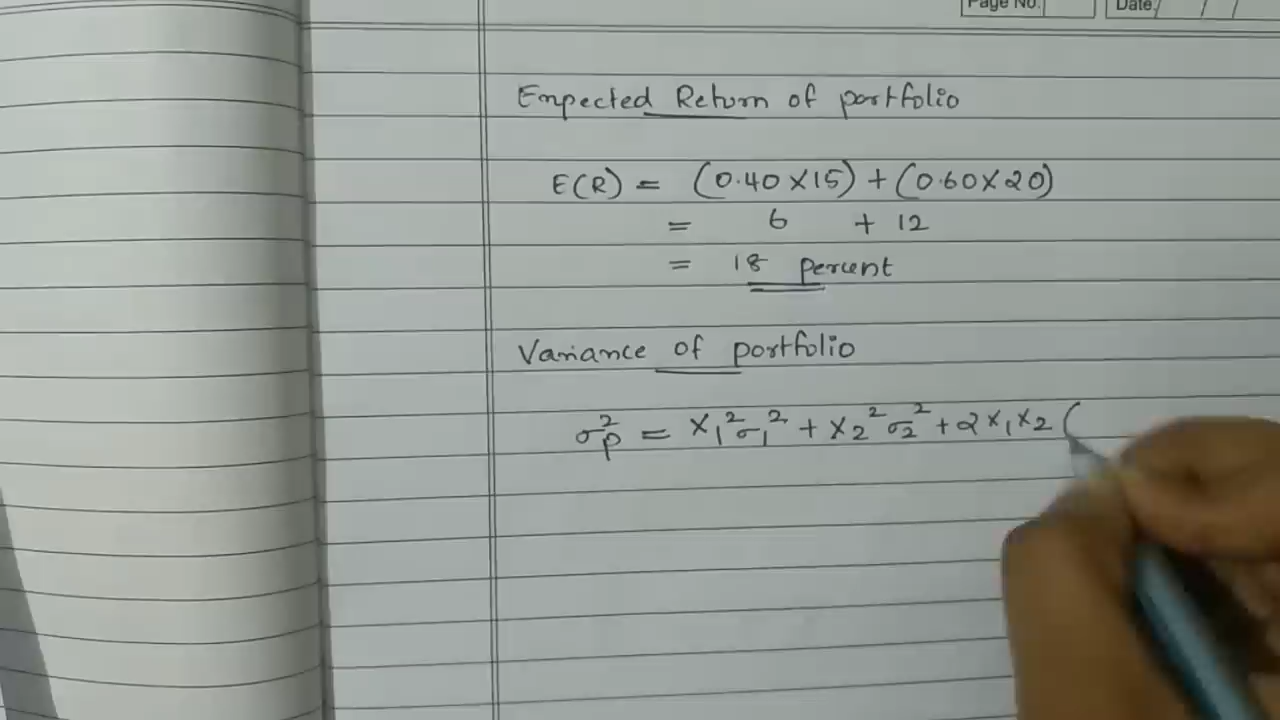 Page No. Date / /
Expected Return of portfolio
E(R) = (0.40×15) + (0.60×20)
= 6 + 12
= 18 percent
Variance of portfolio
σp² = X₁²σ₁² + X₂²σ₂² + 2X₁X₂ (